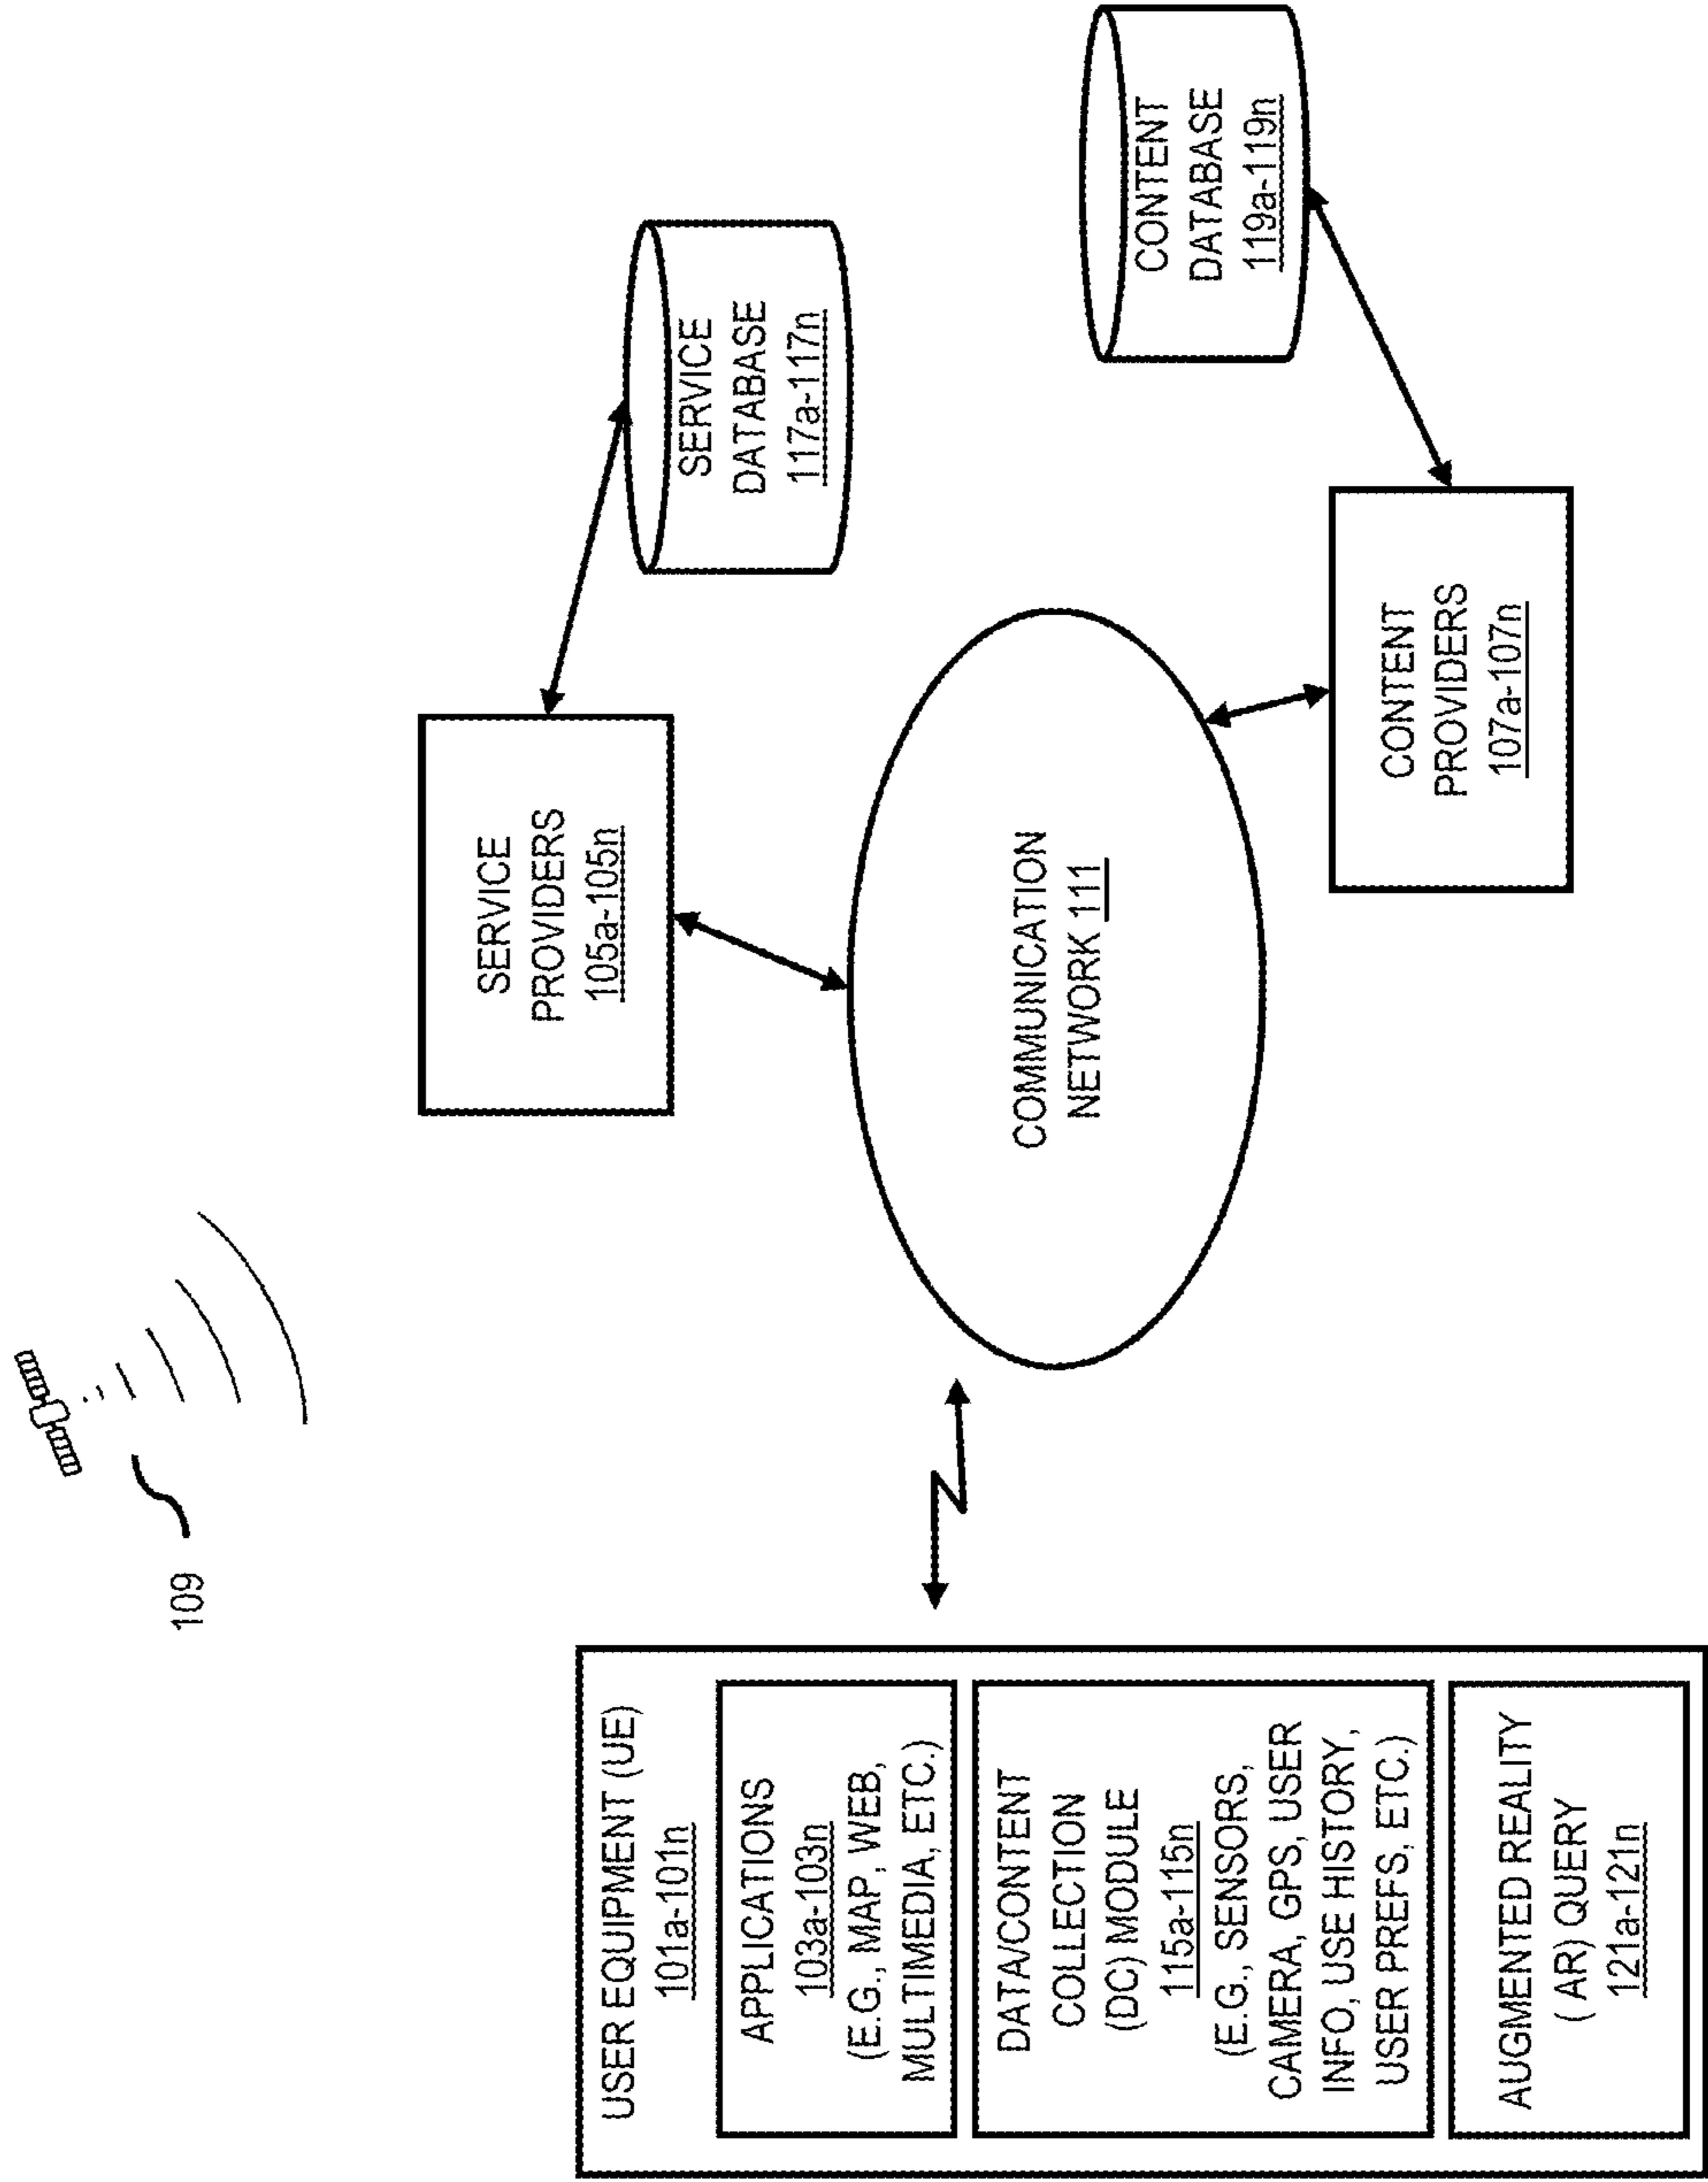 109
USER EQUIPMENT (UE)
101a-101n
APPLICATIONS
103a-103n
(E.G., MAP, WEB,
MULTIMEDIA, ETC.)
DATA/CONTENT
COLLECTION
(DC) MODULE
115a-115n
(E.G., SENSORS,
CAMERA, GPS, USER
INFO, USE HISTORY,
USER PREFS, ETC.)
AUGMENTED REALITY
( AR) QUERY
121a-121n
SERVICE
PROVIDERS
105a-105n
SERVICE
DATABASE
117a-117n
COMMUNICATION
NETWORK 111
CONTENT
PROVIDERS
107a-107n
CONTENT
DATABASE
119a-119n